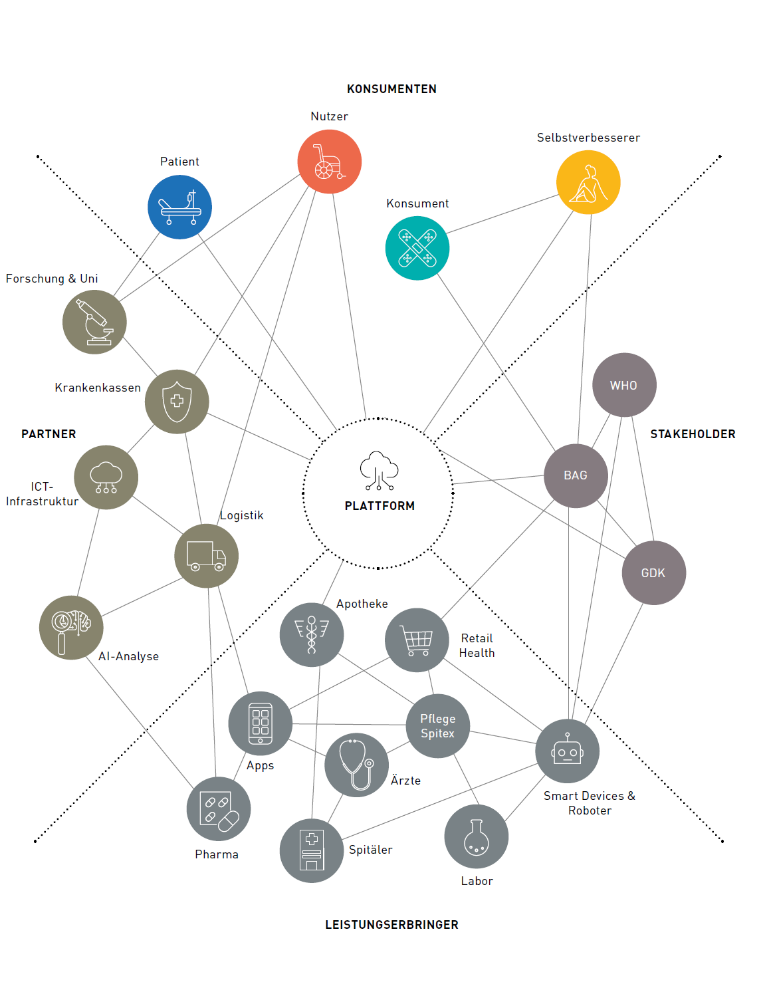 KONSUMENTEN
Nutzer
Selbstverbesserer
Patient
Konsument
Forschung & Uni
WHO
Krankenkassen
PARTNER
STAKEHOLDER
BAG
ICT-
Infrastruktur
PLATTFORM
Logistik
GDK
Apotheke
Retail
Health
AI-Analyse
Pflege
Spitex
Apps
Ärzte
Smart Devices &
Roboter
Pharma
Spitäler
Labor
LEISTUNGSERBRINGER